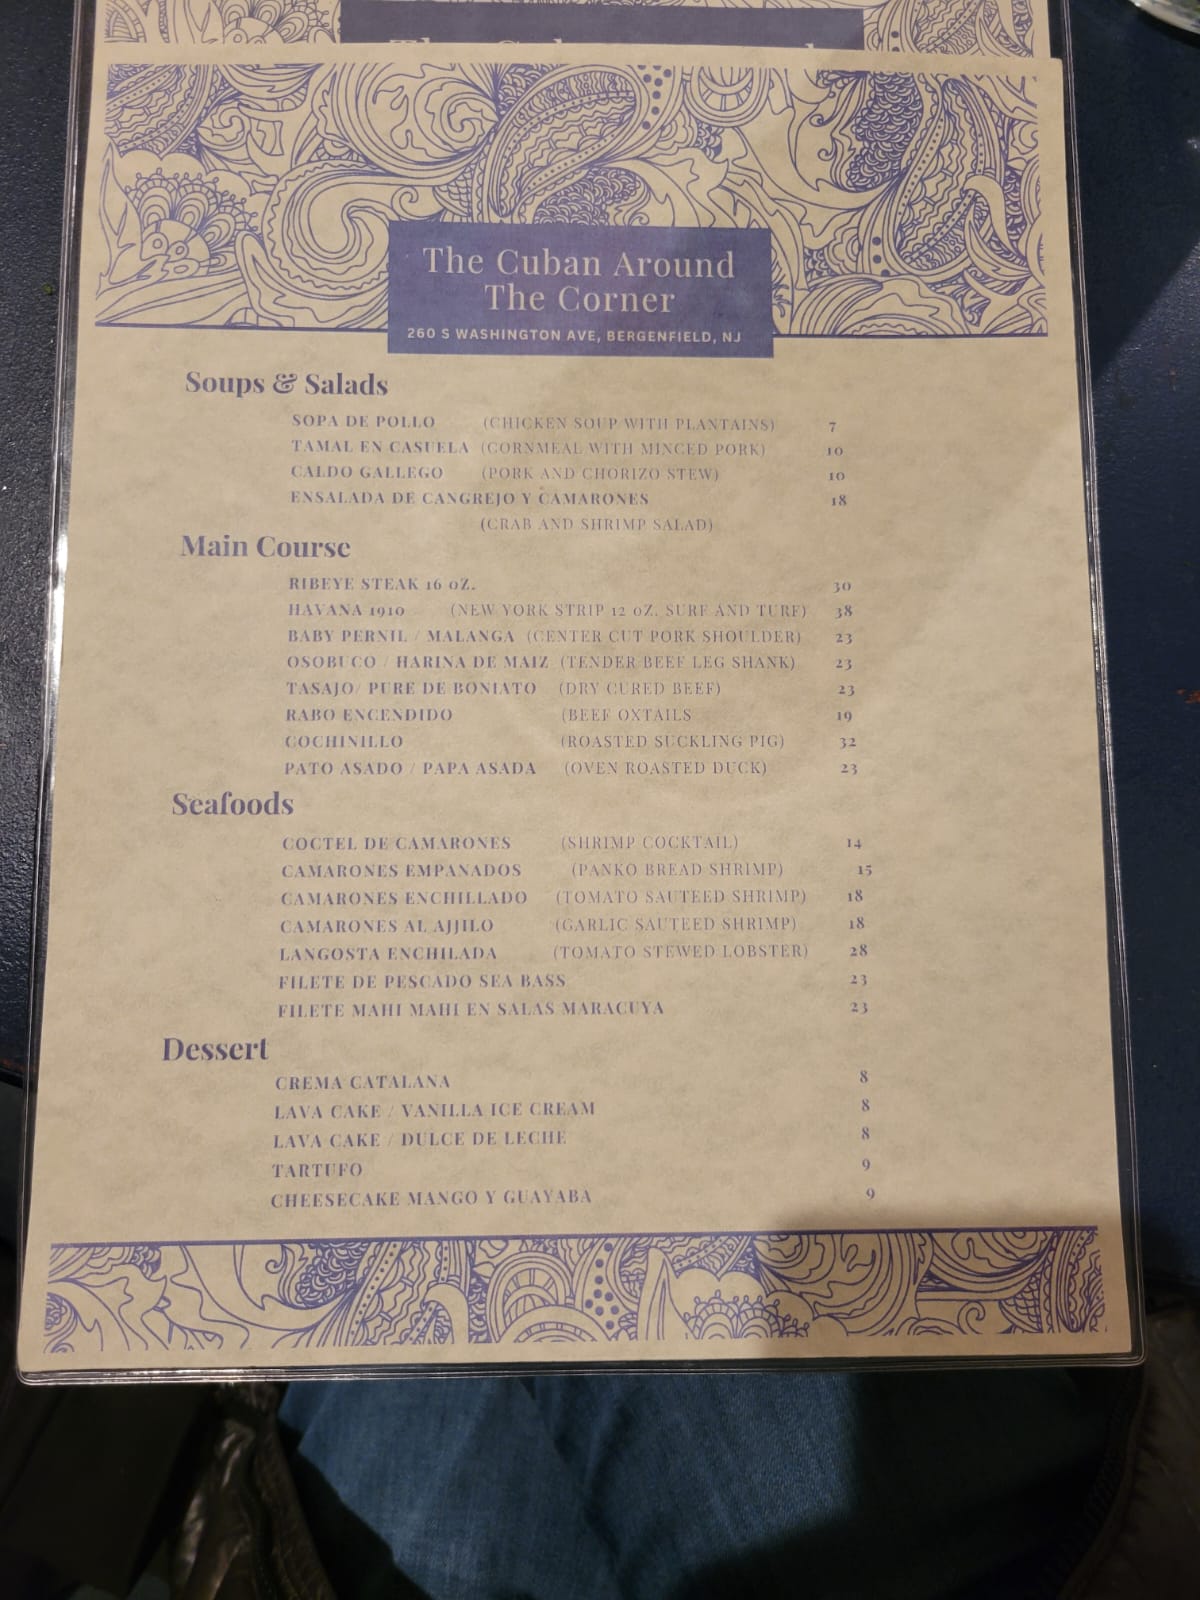 The Cuban Around
The Corner
260 S WASHINGTON AVE, BERGENFIELD, NJ
Soups & Salads
SOPA DE POLLO (CHICKEN SOUP WITH PLANTAINS) 7
TAMAL EN CASUELA (CORNMEAL WITH MINCED PORK) 10
CALDO GALLEGO (PORK AND CHORIZO STEW) 10
ENSALADA DE CANGREJO Y CAMARONES 18
(CRAB AND SHRIMP SALAD)
Main Course
RIBEYE STEAK 16 OZ. 30
HAVANA 1910 (NEW YORK STRIP 12 OZ. SURF AND TURF) 38
BABY PERNIL / MALANGA (CENTER CUT PORK SHOULDER) 23
OSOBUCO / HARINA DE MAIZ (TENDER BEEF LEG SHANK) 23
TASAJO/ PURE DE BONIATO (DRY CURED BEEF) 23
RABO ENCENDIDO (BEEF OXTAILS 19
COCHINILLO (ROASTED SUCKLING PIG) 32
PATO ASADO / PAPA ASADA (OVEN ROASTED DUCK) 23
Seafoods
COCTEL DE CAMARONES (SHRIMP COCKTAIL) 14
CAMARONES EMPANADOS (PANKO BREAD SHRIMP) 15
CAMARONES ENCHILLADO (TOMATO SAUTEED SHRIMP) 18
CAMARONES AL AJJILO (GARLIC SAUTEED SHRIMP) 18
LANGOSTA ENCHILADA (TOMATO STEWED LOBSTER) 28
FILETE DE PESCADO SEA BASS 23
FILETE MAHI MAHI EN SALAS MARACUYA 23
Dessert
CREMA CATALANA 8
LAVA CAKE / VANILLA ICE CREAM 8
LAVA CAKE / DULCE DE LECHE 8
TARTUFO 9
CHEESECAKE MANGO Y GUAYABA 9